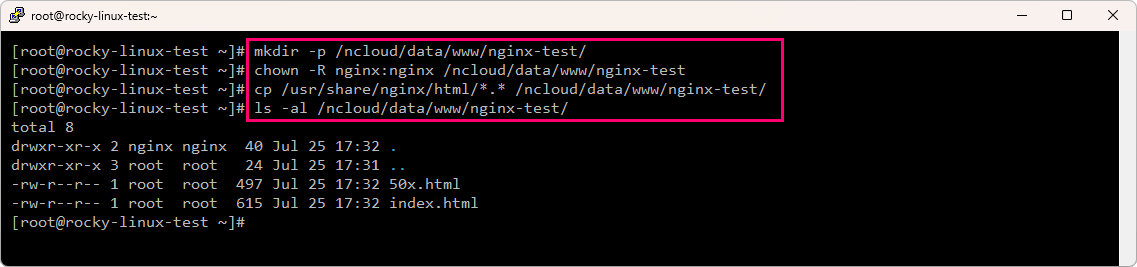 root@rocky-linux-test:~
[root@rocky-linux-test ~]# mkdir -p /ncloud/data/www/nginx-test/
[root@rocky-linux-test ~]# chown -R nginx:nginx /ncloud/data/www/nginx-test
[root@rocky-linux-test ~]# cp /usr/share/nginx/html/*.* /ncloud/data/www/nginx-test/
[root@rocky-linux-test ~]# ls -al /ncloud/data/www/nginx-test/
total 8
drwxr-xr-x 2 nginx nginx  40 Jul 25 17:32 .
drwxr-xr-x 3 root  root   24 Jul 25 17:31 ..
-rw-r--r-- 1 root  root  497 Jul 25 17:32 50x.html
-rw-r--r-- 1 root  root  615 Jul 25 17:32 index.html
[root@rocky-linux-test ~]#